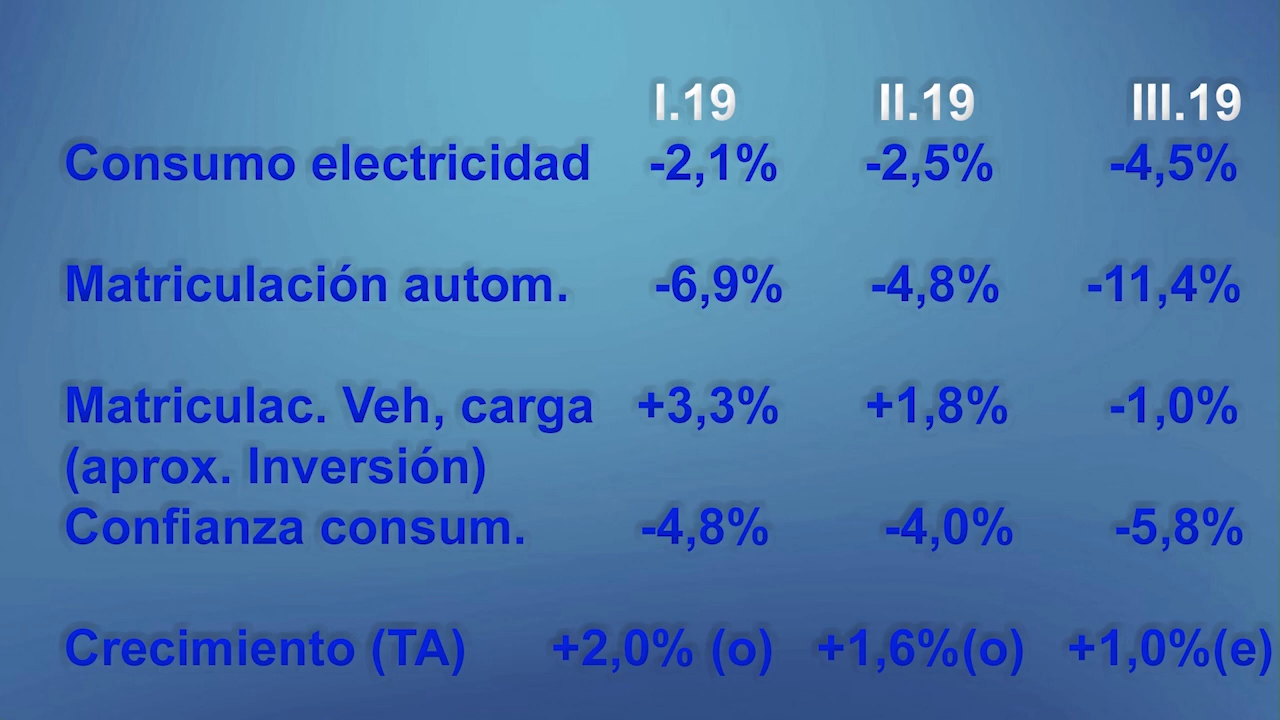 I.19 II.19 III.19
Consumo electricidad -2,1% -2,5% -4,5%
Matriculación autom. -6,9% -4,8% -11,4%
Matriculac. Veh, carga +3,3% +1,8% -1,0%
(aprox. Inversión)
Confianza consum. -4,8% -4,0% -5,8%
Crecimiento (TA) +2,0% (o) +1,6%(o) +1,0%(e)